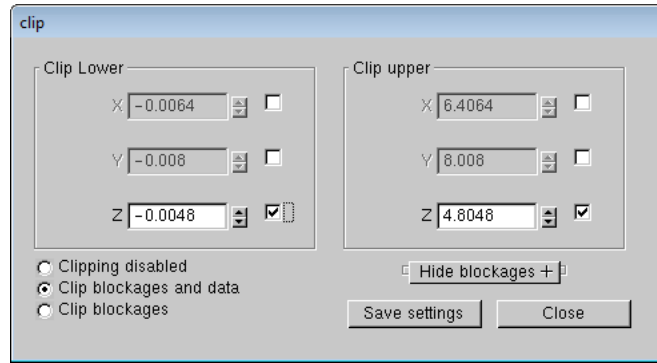 clip
Clip Lower
X -0.0064
Y -0.008
Z -0.0048
Clip upper
X 6.4064
Y 8.008
Z 4.8048
Clipping disabled
Clip blockages and data
Clip blockages
Hide blockages +
Save settings
Close